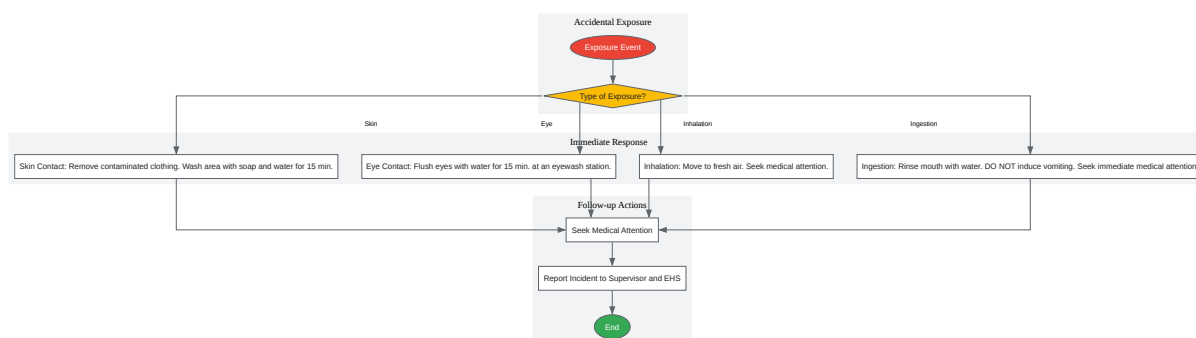 Accidental Exposure
Exposure Event
Type of Exposure?
Skin
Eye
Inhalation
Ingestion
Immediate Response
Skin Contact: Remove contaminated clothing. Wash area with soap and water for 15 min.
Eye Contact: Flush eyes with water for 15 min. at an eyewash station.
Inhalation: Move to fresh air. Seek medical attention.
Ingestion: Rinse mouth with water. DO NOT induce vomiting. Seek immediate medical attention
Follow-up Actions
Seek Medical Attention
Report Incident to Supervisor and EHS
End